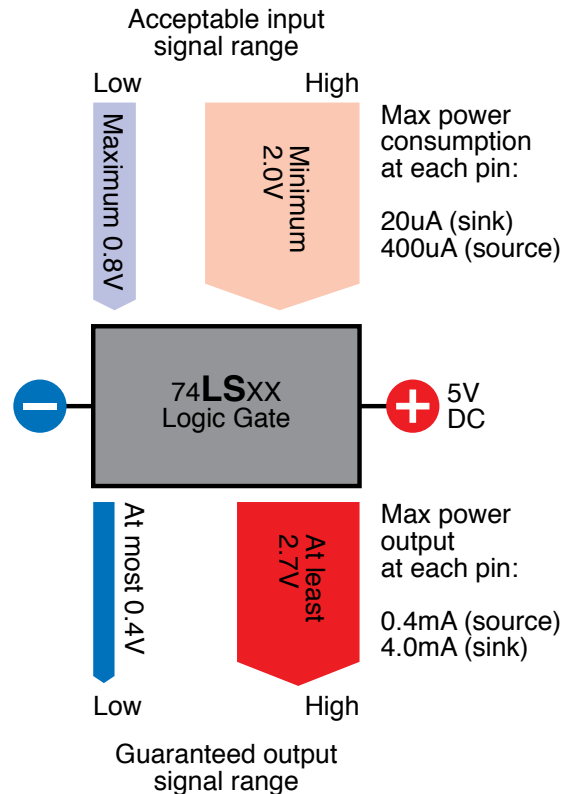 Acceptable input
signal range
Low
High
Maximum 0.8V
Minimum
2.0V
Max power
consumption
at each pin:
20uA (sink)
400uA (source)
74LSXX
Logic Gate
−
+
5V
DC
At most 0.4V
At least
2.7V
Max power
output
at each pin:
0.4mA (source)
4.0mA (sink)
Low
High
Guaranteed output
signal range